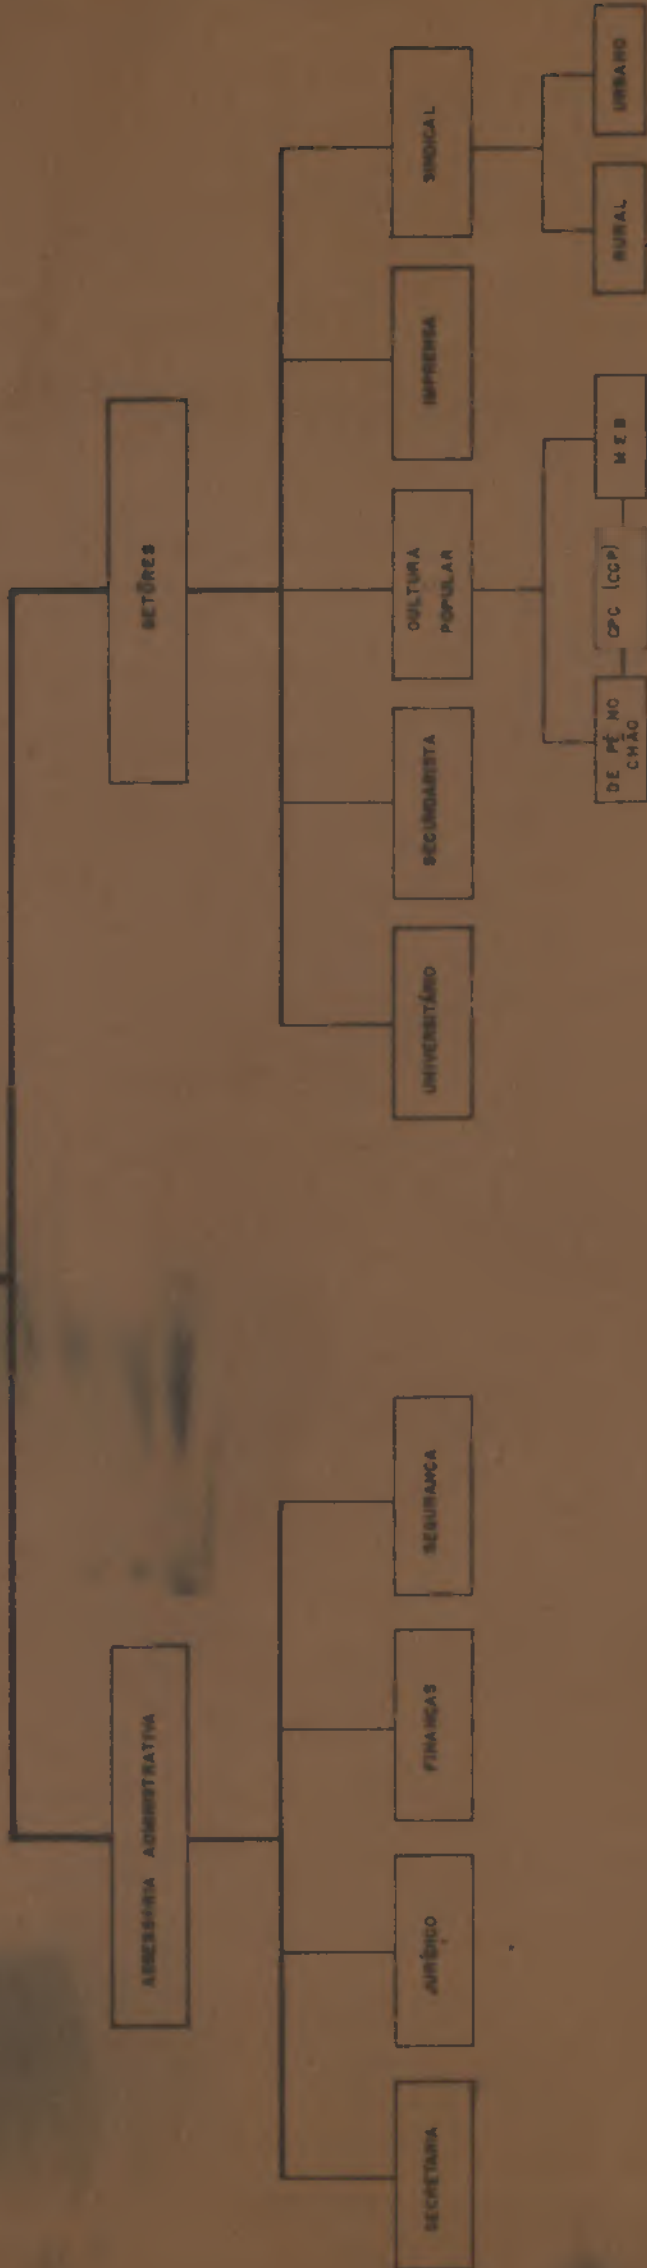 ASSESSORIA ADMINISTRATIVA
SETÔRES
SECRETARIA
JURÍDICO
FINANÇAS
SEGURANÇA
UNIVERSITÁRIO
SECUNDARISTA
CULTURA
POPULAR
IMPRENSA
SINDICAL
DE PÉ NO
CHÃO
CPC (CCP)
MEB
RURAL
URBANO